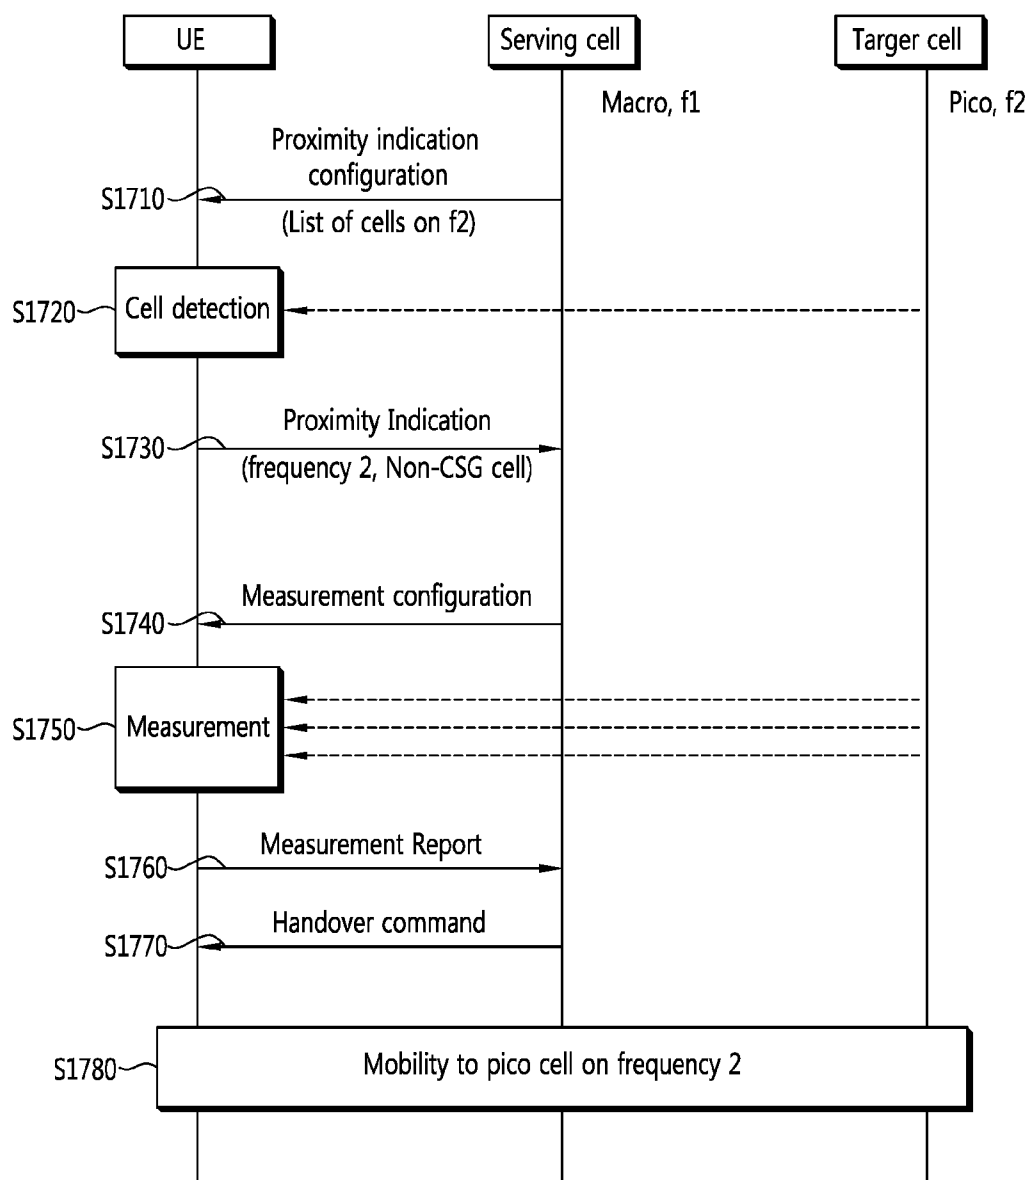 UE
Serving cell
Targer cell
Macro, f1
Pico, f2
Proximity indication
configuration
S1710
(List of cells on f2)
S1720
Cell detection
Proximity Indication
S1730
(frequency 2, Non-CSG cell)
Measurement configuration
S1740
S1750
Measurement
Measurement Report
S1760
Handover command
S1770
S1780
Mobility to pico cell on frequency 2